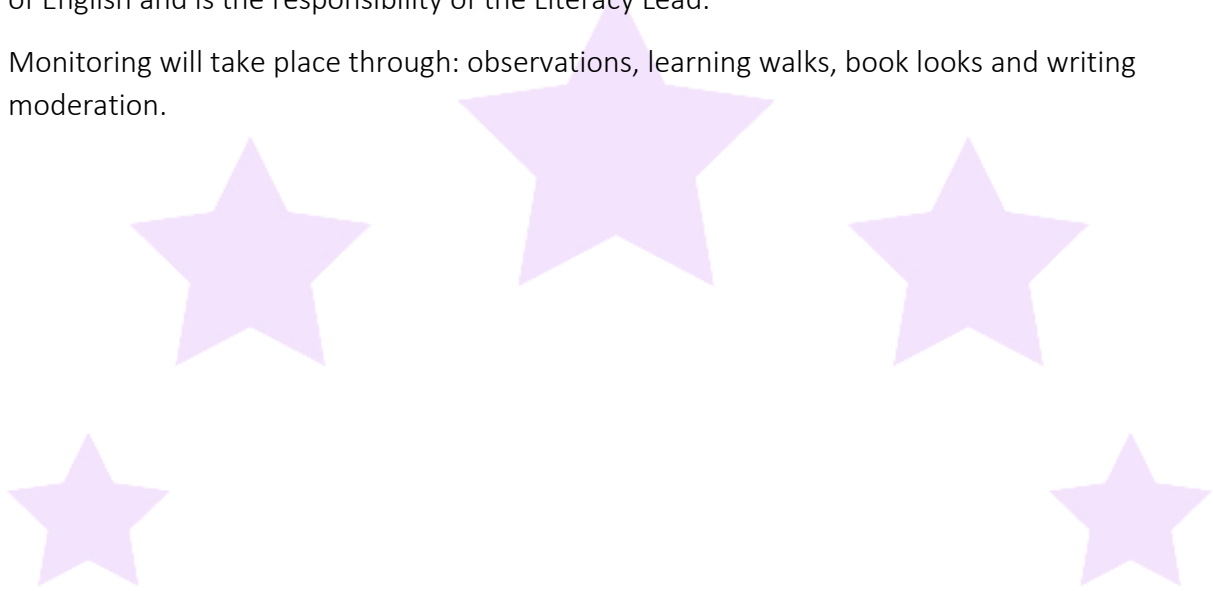 of English and is the responsibility of the Literacy Lead.
Monitoring will take place through: observations, learning walks, book looks and writing
moderation.